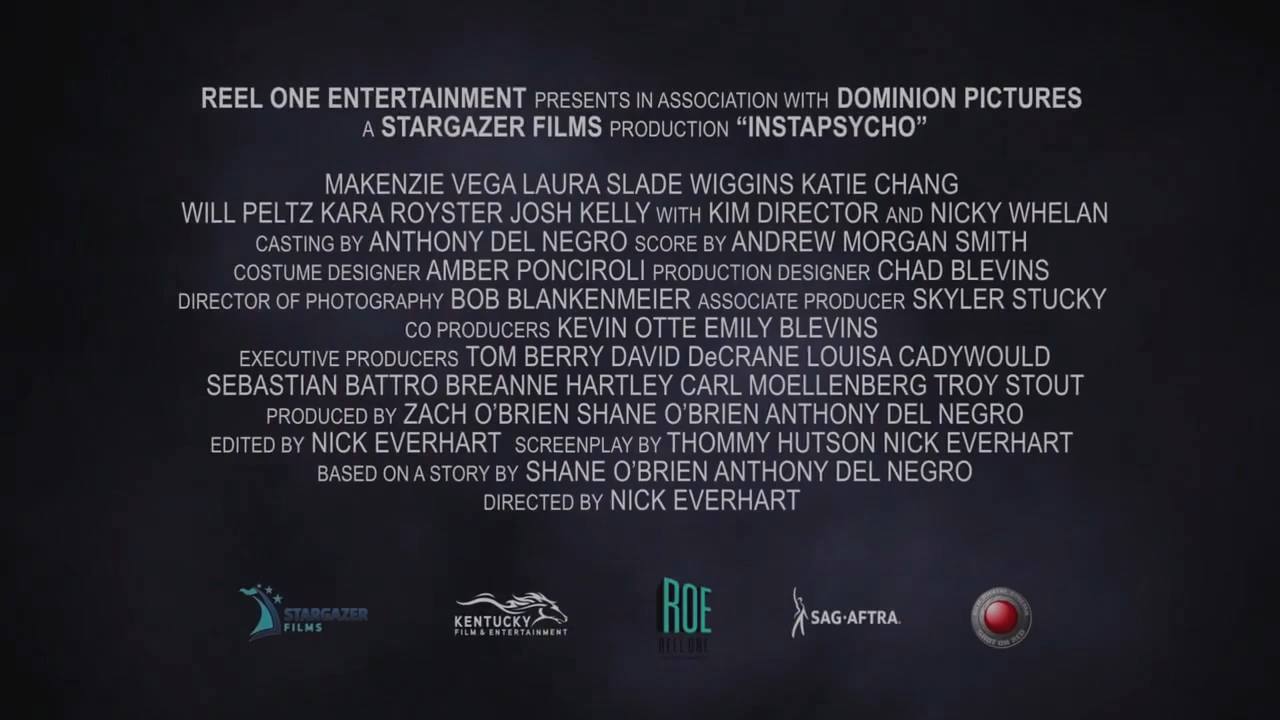 REEL ONE ENTERTAINMENT PRESENTS IN ASSOCIATION WITH DOMINION PICTURES
A STARGAZER FILMS PRODUCTION “INSTAPSYCHO”
MAKENZIE VEGA LAURA SLADE WIGGINS KATIE CHANG
WILL PELTZ KARA ROYSTER JOSH KELLY WITH KIM DIRECTOR AND NICKY WHELAN
CASTING BY ANTHONY DEL NEGRO SCORE BY ANDREW MORGAN SMITH
COSTUME DESIGNER AMBER PONCIROLI PRODUCTION DESIGNER CHAD BLEVINS
DIRECTOR OF PHOTOGRAPHY BOB BLANKENMEIER ASSOCIATE PRODUCER SKYLER STUCKY
CO PRODUCERS KEVIN OTTE EMILY BLEVINS
EXECUTIVE PRODUCERS TOM BERRY DAVID DeCRANE LOUISA CADYWOULD
SEBASTIAN BATTRO BREANNE HARTLEY CARL MOELLENBERG TROY STOUT
PRODUCED BY ZACH O’BRIEN SHANE O’BRIEN ANTHONY DEL NEGRO
EDITED BY NICK EVERHART SCREENPLAY BY THOMMY HUTSON NICK EVERHART
BASED ON A STORY BY SHANE O’BRIEN ANTHONY DEL NEGRO
DIRECTED BY NICK EVERHART
STARGAZER
FILMS
KENTUCKY
FILM & ENTERTAINMENT
ROE
REEL ONE
SAG·AFTRA.
SHOT ON RED